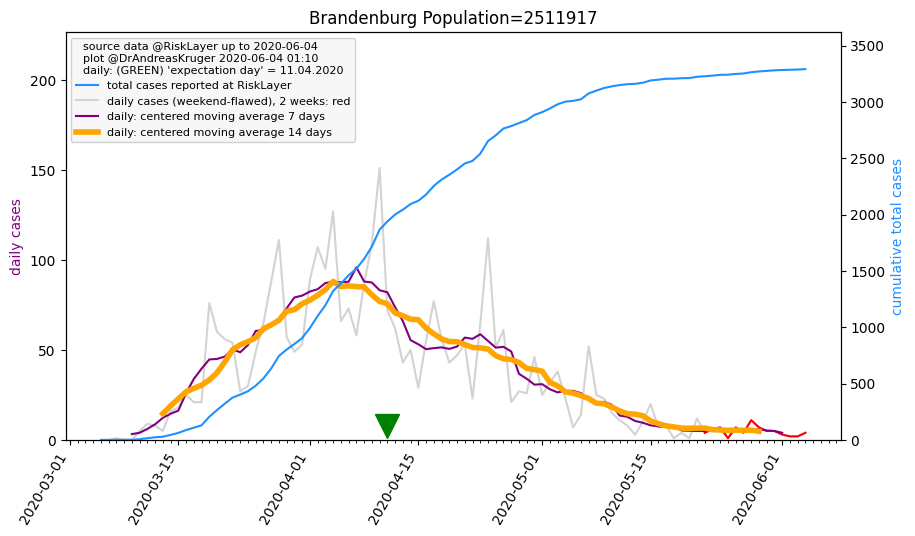 Brandenburg Population=2511917
source data @RiskLayer up to 2020-06-04
plot @DrAndreasKruger 2020-06-04 01:10
daily: (GREEN) 'expectation day' = 11.04.2020
total cases reported at RiskLayer
daily cases (weekend-flawed), 2 weeks: red
daily: centered moving average 7 days
daily: centered moving average 14 days
daily cases
200
150
100
50
0
cumulative total cases
3500
3000
2500
2000
1500
1000
500
0
2020-03-01
2020-03-15
2020-04-01
2020-04-15
2020-05-01
2020-05-15
2020-06-01